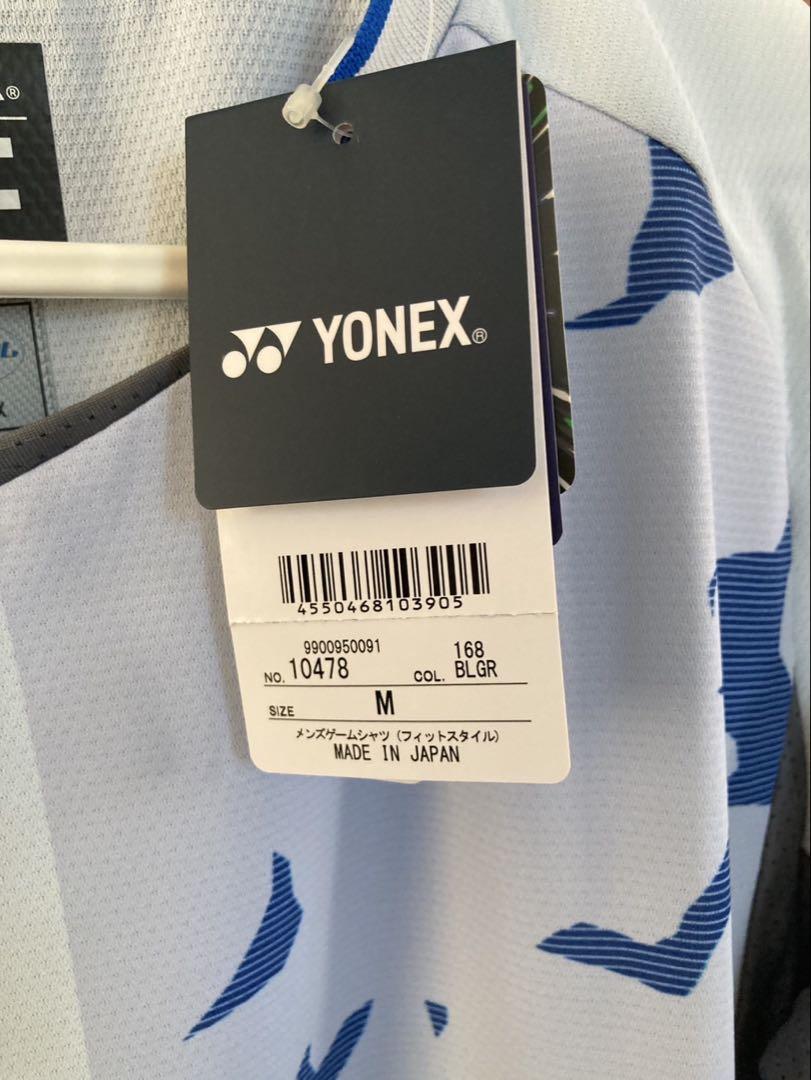 YONEX®
4550468103905
9900950091 168
NO. 10478 COL. BLGR
SIZE M
メンズゲームシャツ(フィットスタイル)
MADE IN JAPAN